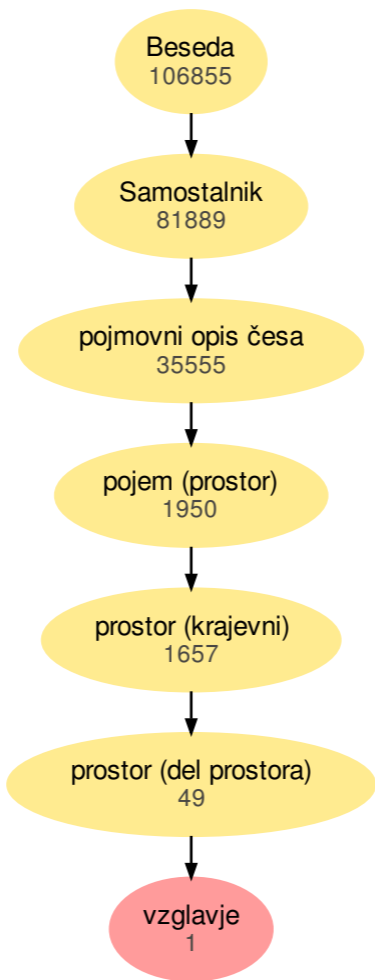 Beseda
106855
Samostalnik
81889
pojmovni opis česa
35555
pojem (prostor)
1950
prostor (krajevni)
1657
prostor (del prostora)
49
vzglavje
1